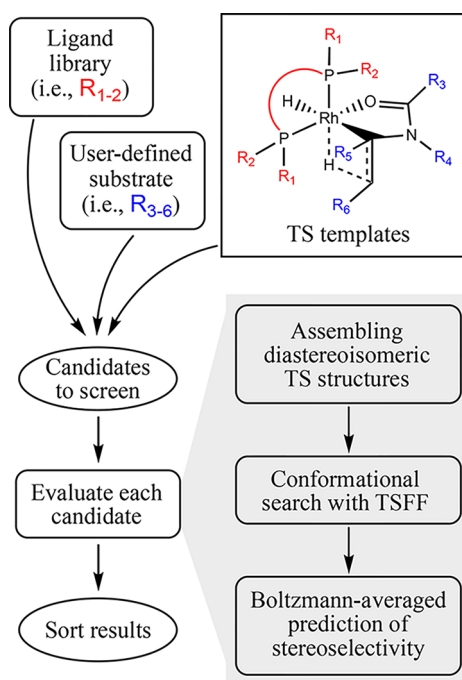 Ligand
library
(i.e., R1-2)
User-defined
substrate
(i.e., R3-6)
R1
P
R2
R3
H
O
Rh
P
N
R2
R5
R4
H
R1
R6
TS templates
Candidates
to screen
Evaluate each
candidate
Sort results
Assembling
diastereoisomeric
TS structures
Conformational
search with TSFF
Boltzmann-averaged
prediction of
stereoselectivity